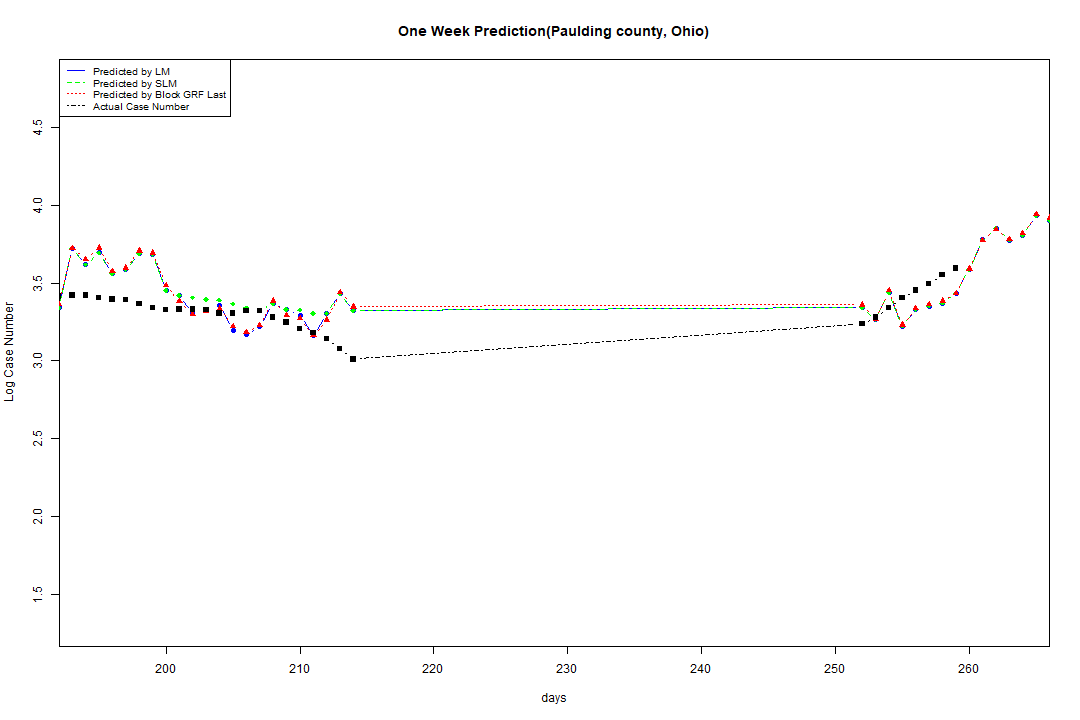 One Week Prediction(Paulding county, Ohio)
Predicted by LM
Predicted by SLM
Predicted by Block GRF Last
Actual Case Number
4.5
4.0
3.5
3.0
2.5
2.0
1.5
Log Case Number
200 210 220 230 240 250 260
days